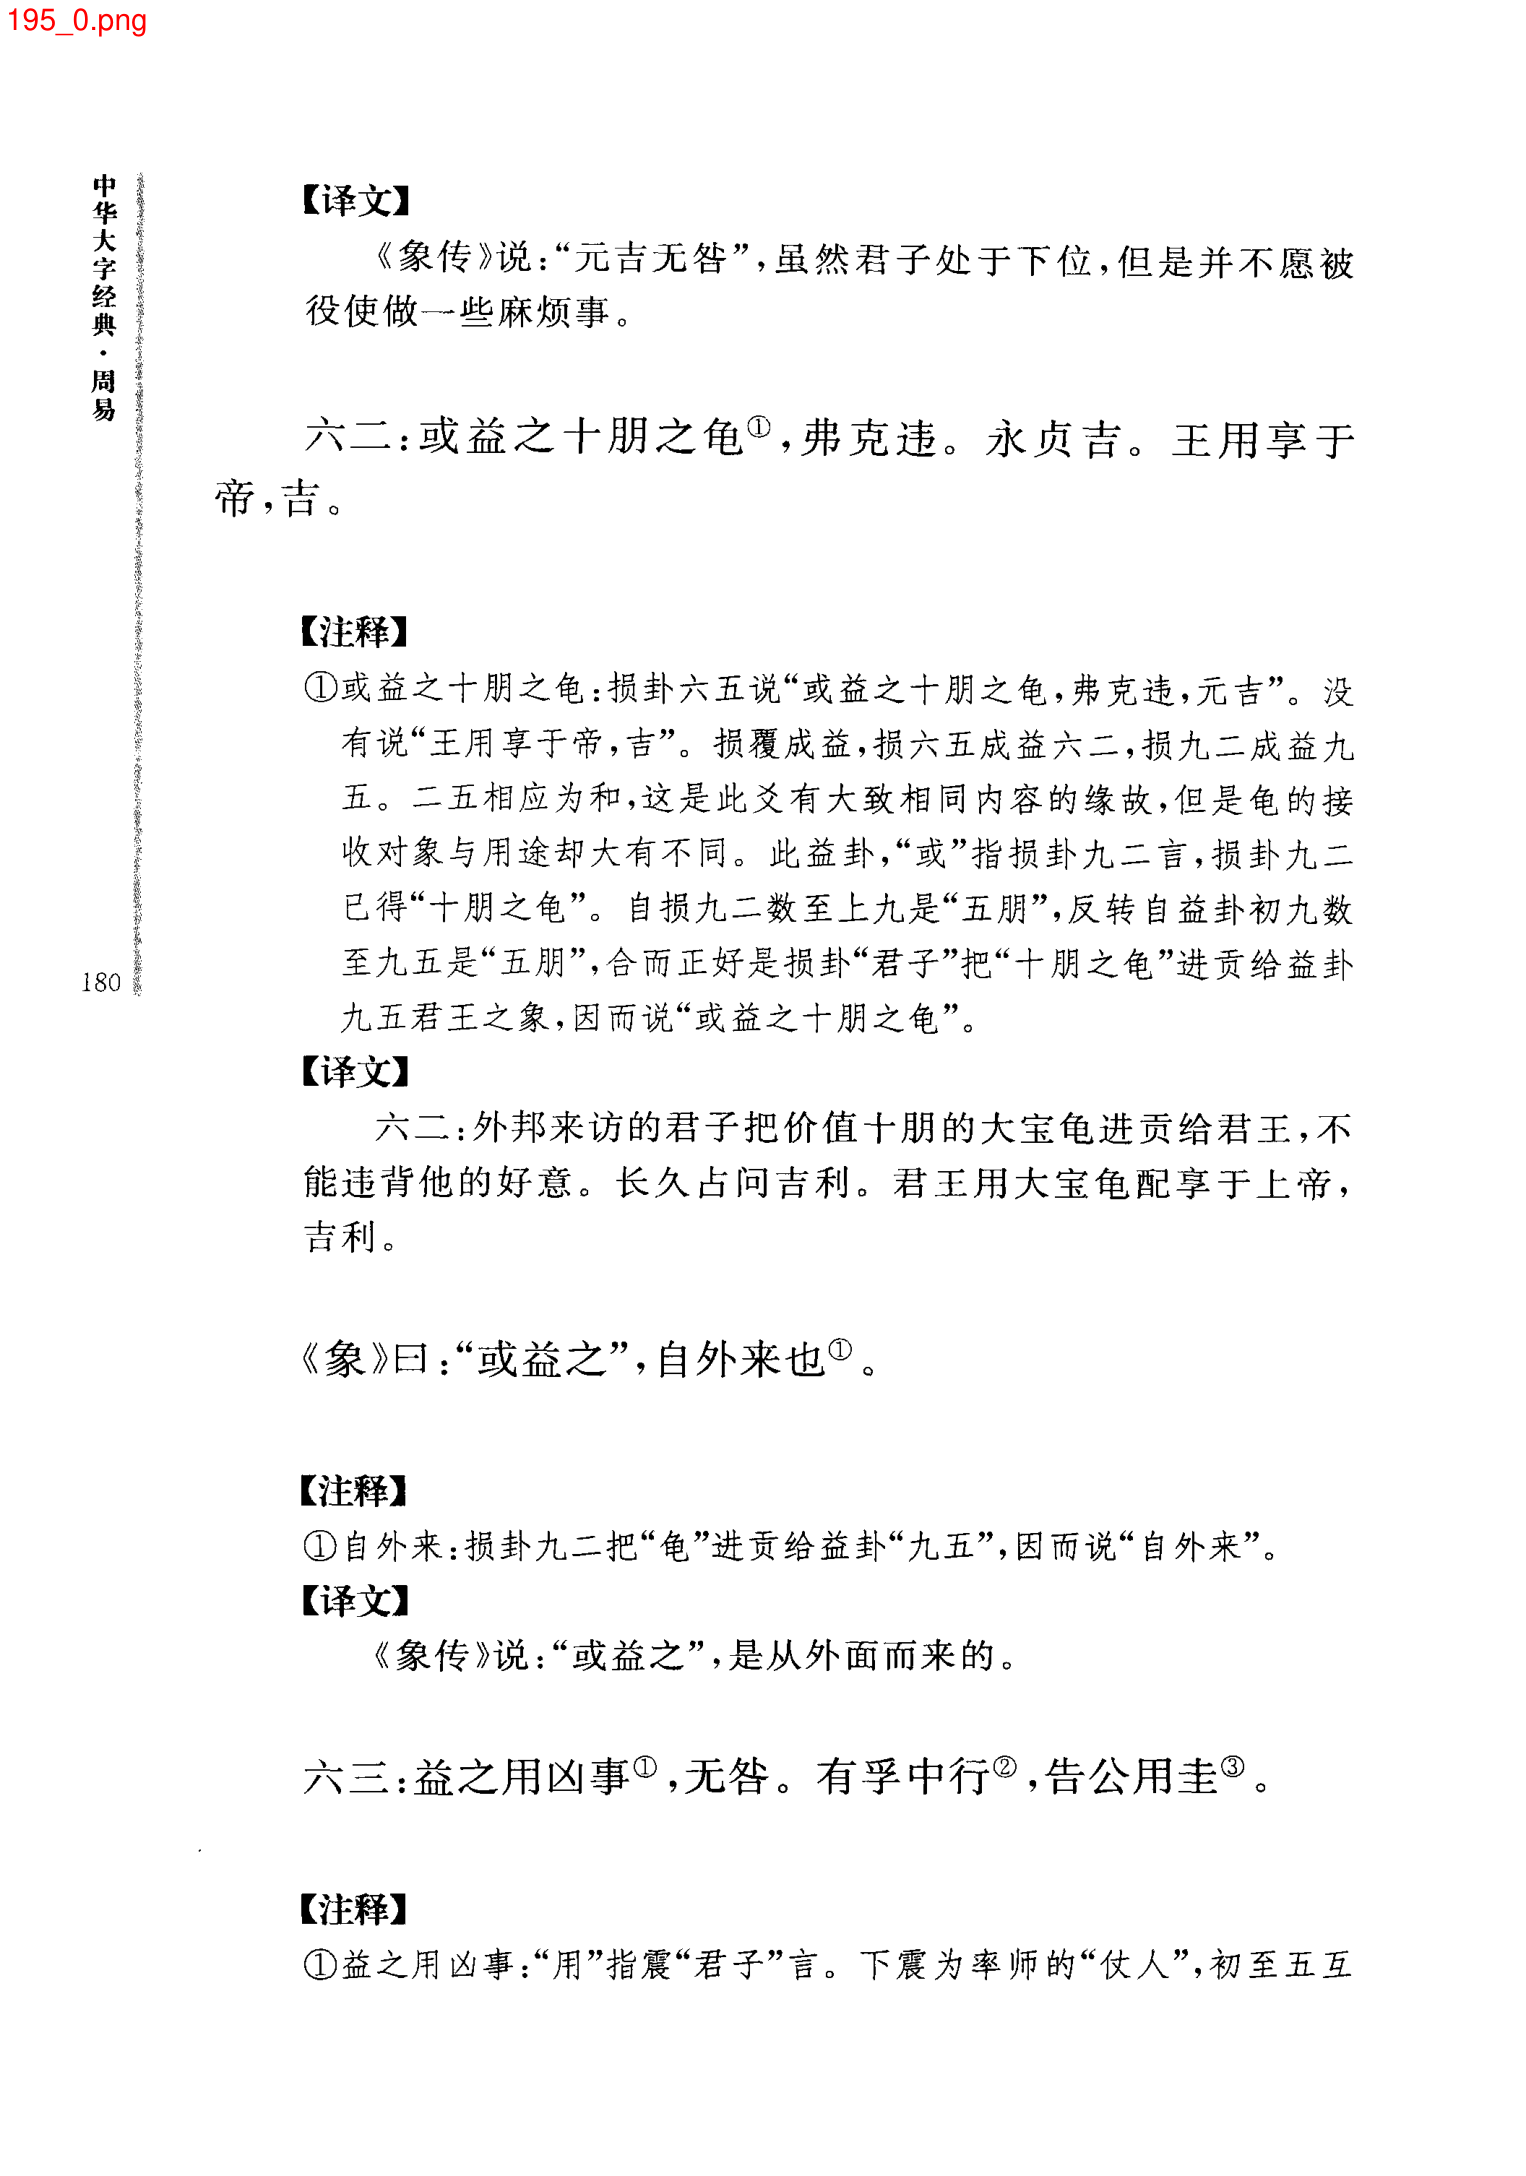 195_0.png
中华大字经典·周易
180
【译文】
《象传》说:“元吉无咎”,虽然君子处于下位,但是并不愿被
役使做一些麻烦事。
六二:或益之十朋之龟①,弗克违。永贞吉。王用享于
帝,吉。
【注释】
①或益之十朋之龟:损卦六五说“或益之十朋之龟,弗克违,元吉”。没
有说“王用享于帝,吉”。损覆成益,损六五成益六二,损九二成益九
五。二五相应为和,这是此爻有大致相同内容的缘故,但是龟的接
收对象与用途却大有不同。此益卦,“或”指损卦九二言,损卦九二
已得“十朋之龟”。自损九二数至上九是“五朋”,反转自益卦初九数
至九五是“五朋”,合而正好是损卦“君子”把“十朋之龟”进贡给益卦
九五君王之象,因而说“或益之十朋之龟”。
【译文】
六二:外邦来访的君子把价值十朋的大宝龟进贡给君王,不
能违背他的好意。长久占问吉利。君王用大宝龟配享于上帝,
吉利。
《象》曰:“或益之”,自外来也①。
【注释】
①自外来:损卦九二把“龟”进贡给益卦“九五”,因而说“自外来”。
【译文】
《象传》说:“或益之”,是从外面而来的。
六三:益之用凶事①,无咎。有孚中行②,告公用圭③。
【注释】
①益之用凶事:“用”指震“君子”言。下震为率师的“仗人”,初至五互